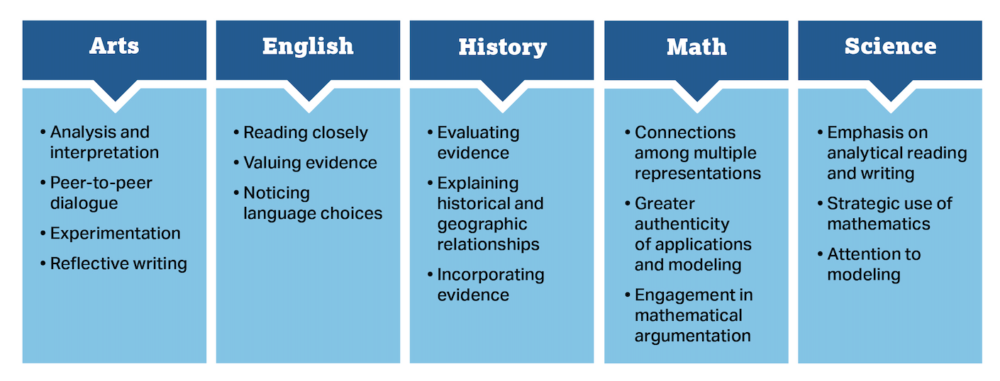 Arts
• Analysis and
interpretation
• Peer-to-peer
dialogue
• Experimentation
• Reflective writing
English
• Reading closely
• Valuing evidence
• Noticing
language choices
History
• Evaluating
evidence
• Explaining
historical and
geographic
relationships
• Incorporating
evidence
Math
• Connections
among multiple
representations
• Greater
authenticity
of applications
and modeling
• Engagement in
mathematical
argumentation
Science
• Emphasis on
analytical reading
and writing
• Strategic use of
mathematics
• Attention to
modeling